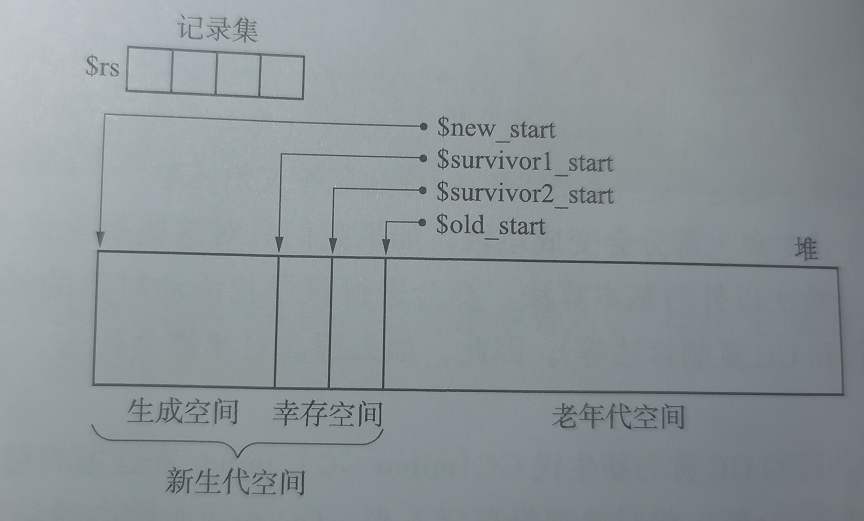 记录集
$rs
$new_start
$survivor1_start
$survivor2_start
$old_start
堆
生成空间 幸存空间 老年代空间
新生代空间